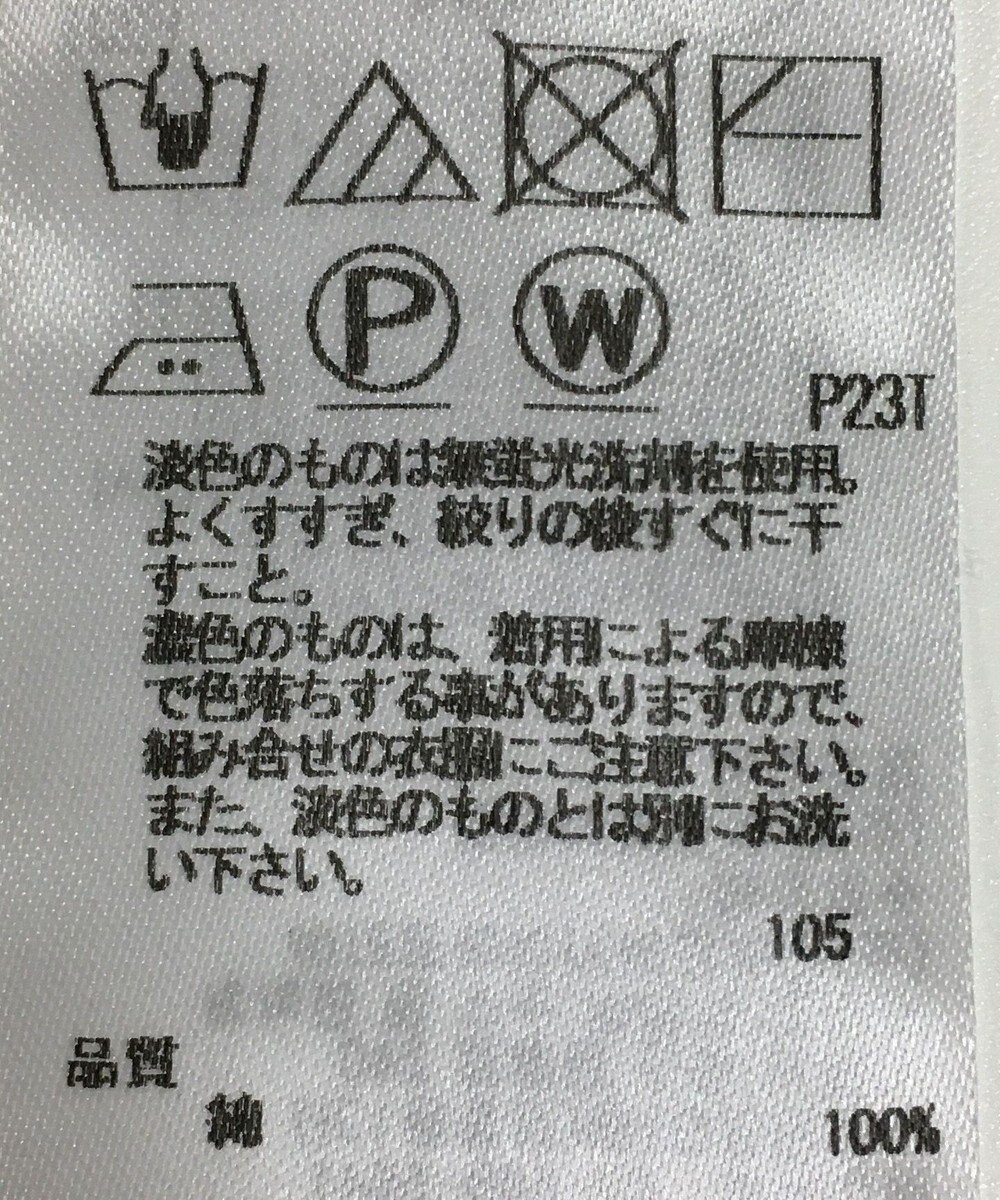 P
W
P23T
淡色のものは無蛍光洗剤を使用。
よくすすぎ、絞りの後すぐに干
すこと。
濃色のものは、着用による摩擦
で色落ちする事がありますので、
組み合せの衣類にご注意下さい。
また、淡色のものとは別にお洗
い下さい。
105
品質
綿
100%